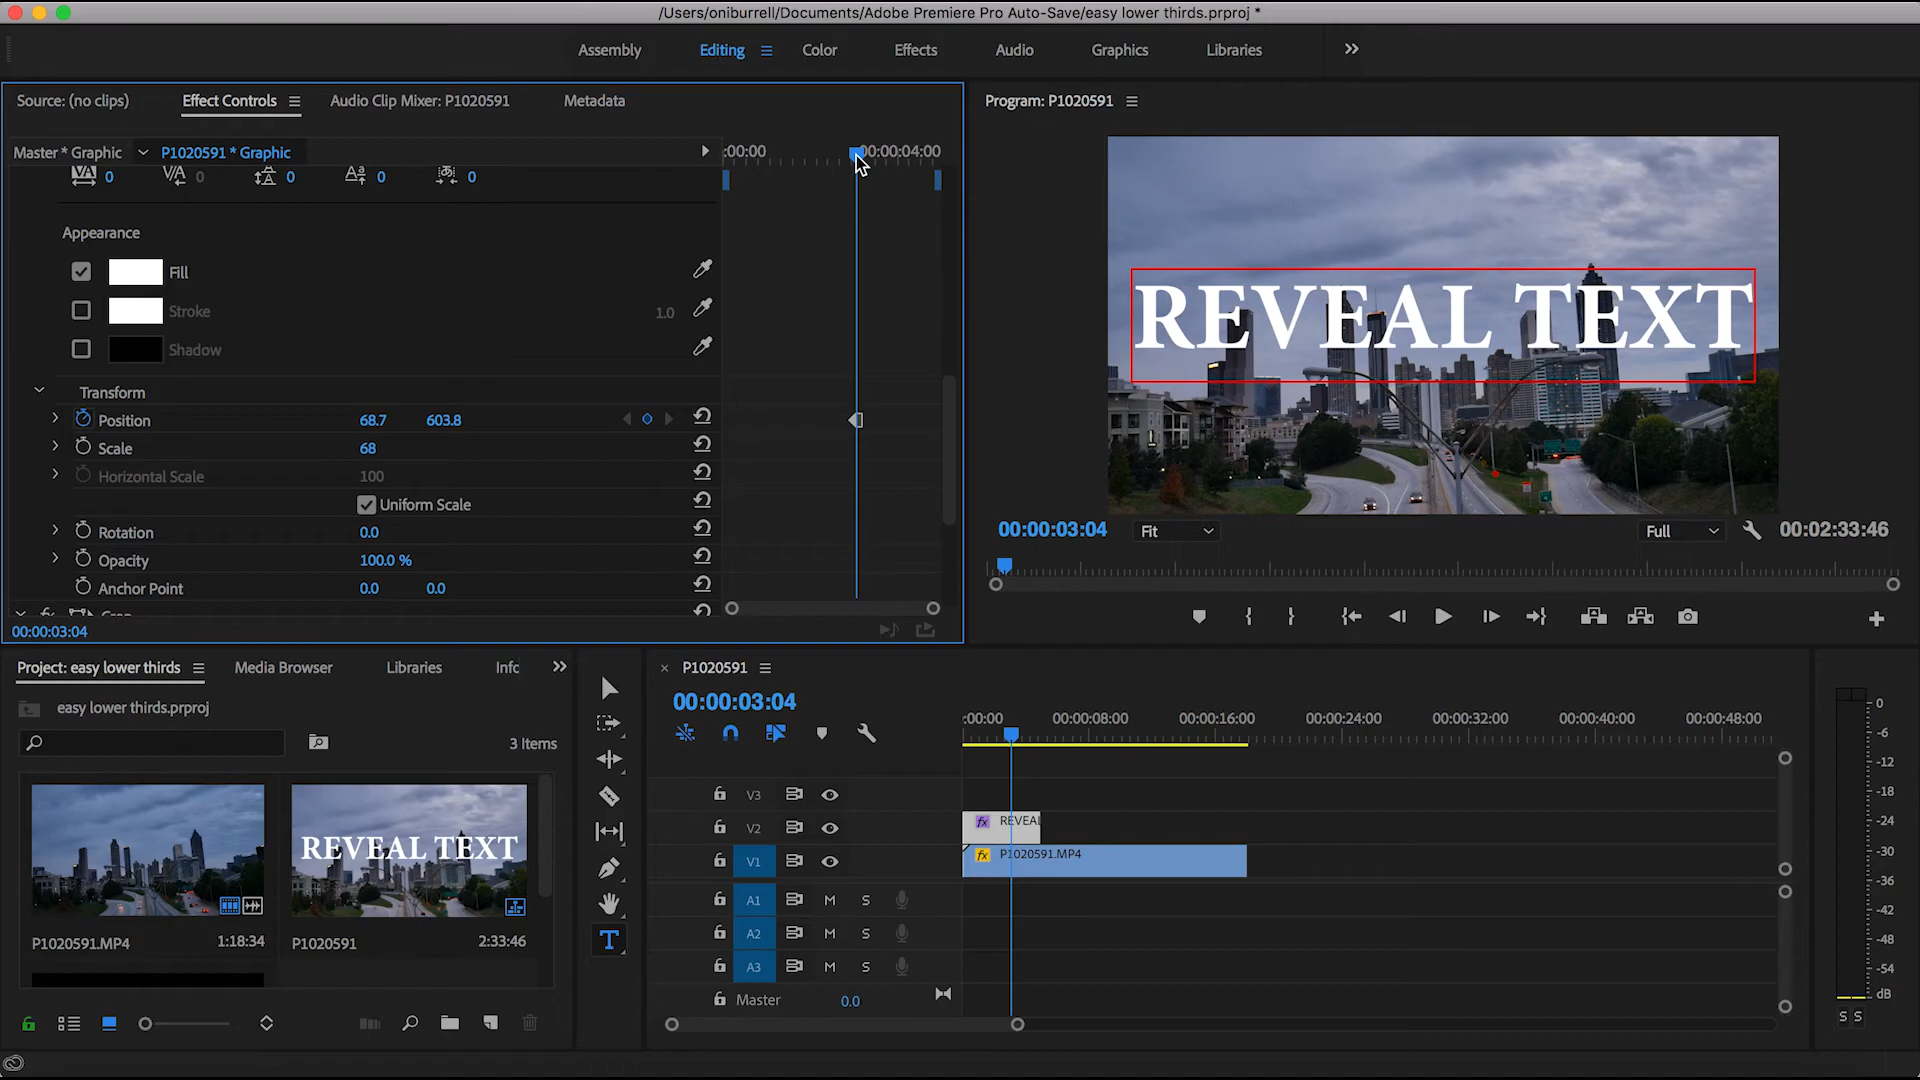 /Users/oniburrell/Documents/Adobe Premiere Pro Auto-Save/easy lower thirds.prproj *
Assembly
Editing
Color
Effects
Audio
Graphics
Libraries
Source: (no clips)
Effect Controls
Audio Clip Mixer: P1020591
Metadata
Program: P1020591
Master * Graphic
P1020591 * Graphic
:00:00
00:00:04:00
0
0
0
0
0
Appearance
Fill
Stroke
1.0
Shadow
Transform
Position
68.7
603.8
Scale
68
Horizontal Scale
100
Uniform Scale
Rotation
0.0
Opacity
100.0 %
Anchor Point
0.0
0.0
00:00:03:04
REVEAL TEXT
00:00:03:04
Fit
Full
00:02:33:46
Project: easy lower thirds
Media Browser
Libraries
Info
easy lower thirds.prproj
3 Items
REVEAL TEXT
P1020591.MP4
1:18:34
P1020591
2:33:46
P1020591
00:00:03:04
:00:00
00:00:08:00
00:00:16:00
00:00:24:00
00:00:32:00
00:00:40:00
00:00:48:00
V3
V2
fx
REVEAL
V1
fx
P1020591.MP4
A1
M
S
A2
M
S
A3
M
S
Master
0.0
0
-6
-12
-18
-24
-30
-36
-42
-48
-54
dB
S
S